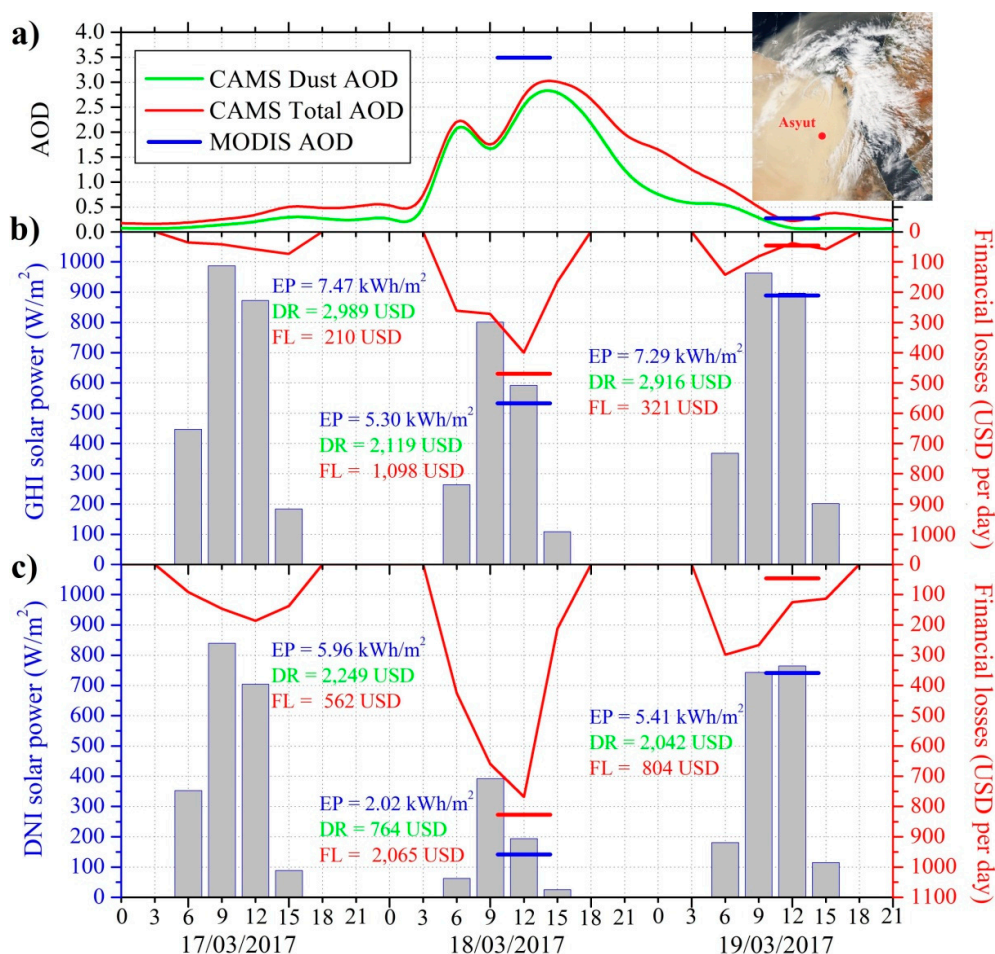 a)
AOD
4.0
3.5
3.0
2.5
2.0
1.5
1.0
0.5
0.0
CAMS Dust AOD
CAMS Total AOD
MODIS AOD
Asyut
b)
GHI solar power (W/m²)
1000
900
800
700
600
500
400
300
200
100
0
EP = 7.47 kWh/m²
DR = 2,989 USD
FL = 210 USD
EP = 5.30 kWh/m²
DR = 2,119 USD
FL = 1,098 USD
EP = 7.29 kWh/m²
DR = 2,916 USD
FL = 321 USD
0
100
200
300
400
500
600
700
800
900
1000
Financial losses (USD per day)
c)
DNI solar power (W/m²)
1000
900
800
700
600
500
400
300
200
100
0
EP = 5.96 kWh/m²
DR = 2,249 USD
FL = 562 USD
EP = 2.02 kWh/m²
DR = 764 USD
FL = 2,065 USD
EP = 5.41 kWh/m²
DR = 2,042 USD
FL = 804 USD
0
100
200
300
400
500
600
700
800
900
1000
1100
Financial losses (USD per day)
0 3 6 9 12 15 18 21 0 3 6 9 12 15 18 21 0 3 6 9 12 15 18 21
17/03/2017 18/03/2017 19/03/2017